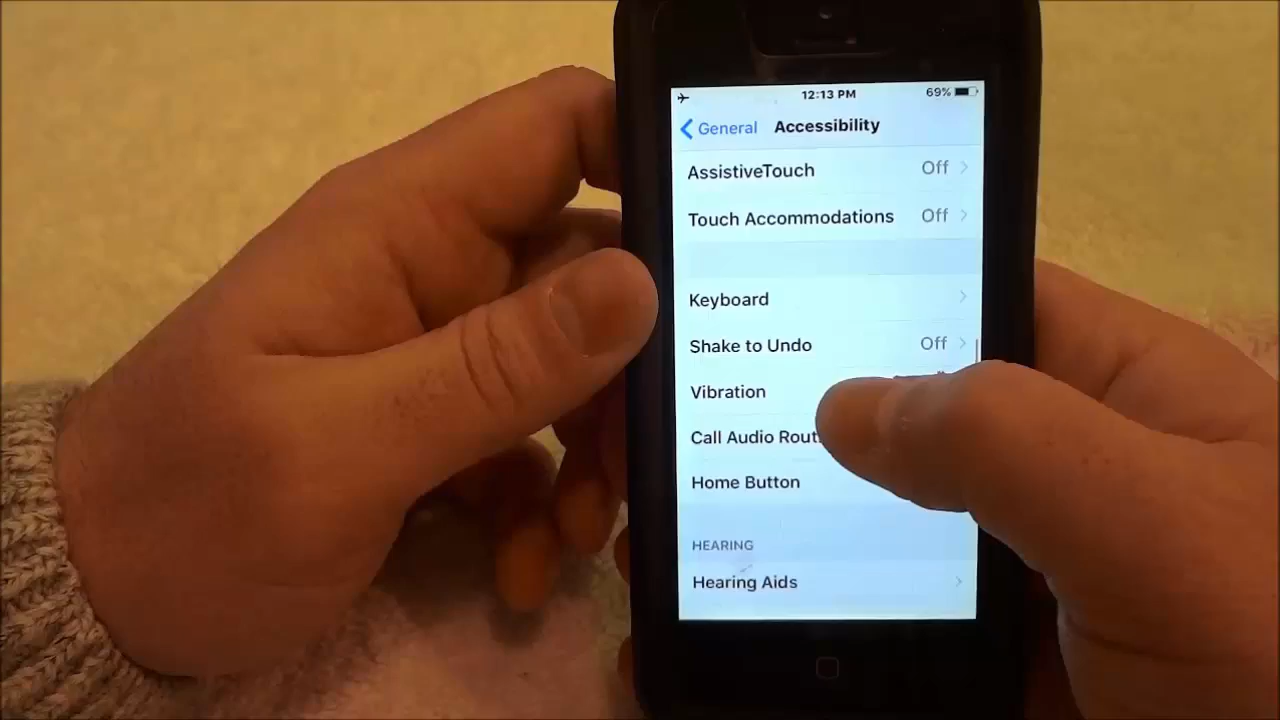 12:13 PM 69%
General Accessibility
AssistiveTouch Off
Touch Accommodations Off
Keyboard
Shake to Undo Off
Vibration
Call Audio Rout
Home Button
HEARING
Hearing Aids